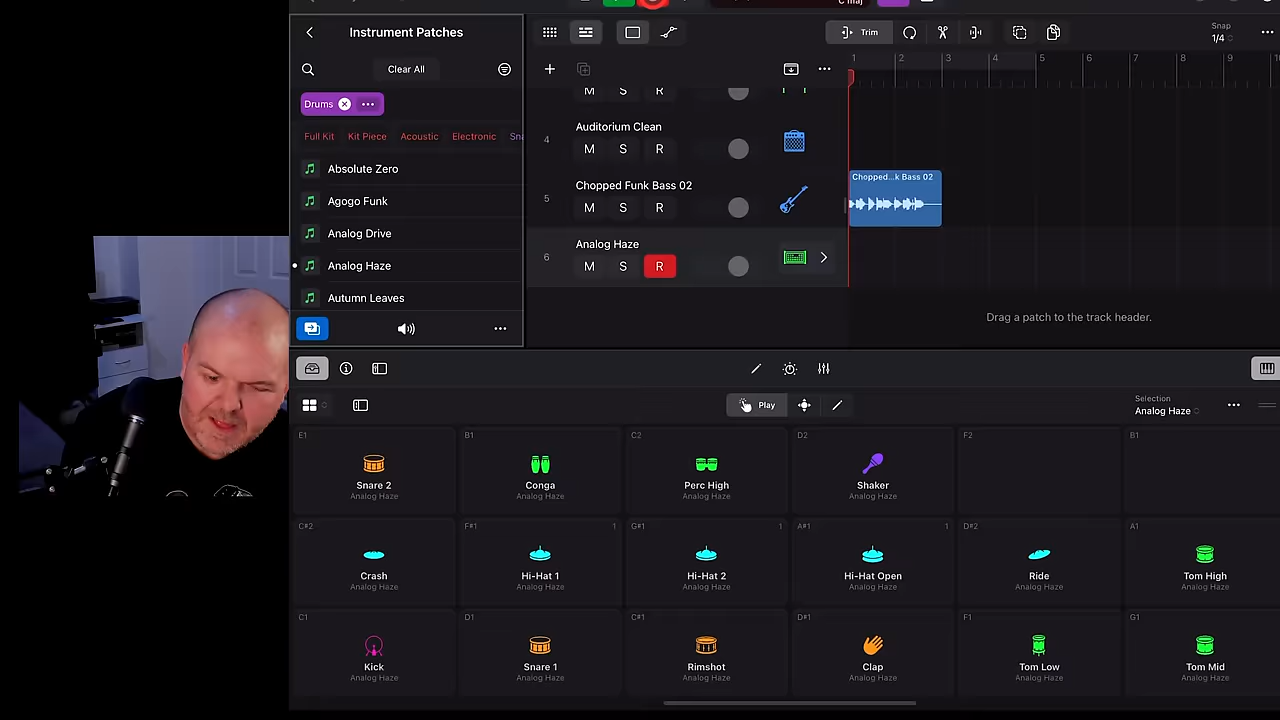 C maj
Instrument Patches
Trim
Snap
1/4
Clear All
1 2 3 4 5 6 7 8 9
Drums
M S R
Full Kit Kit Piece Acoustic Electronic Sna
4 Auditorium Clean
M S R
Absolute Zero
Agogo Funk
Analog Drive
Analog Haze
Autumn Leaves
5 Chopped Funk Bass 02
M S R
Chopped...k Bass 02
6 Analog Haze
M S R
Drag a patch to the track header.
Play
Selection
Analog Haze
E1 B1 C2 D2 F2 B1
Snare 2 Conga Perc High Shaker
Analog Haze Analog Haze Analog Haze Analog Haze
C#2 F#1 1 G#1 1 A#1 1 D#2 A1
Crash Hi-Hat 1 Hi-Hat 2 Hi-Hat Open Ride Tom High
Analog Haze Analog Haze Analog Haze Analog Haze Analog Haze Analog Haze
C1 D1 C#1 D#1 F1 G1
Kick Snare 1 Rimshot Clap Tom Low Tom Mid
Analog Haze Analog Haze Analog Haze Analog Haze Analog Haze Analog Haze